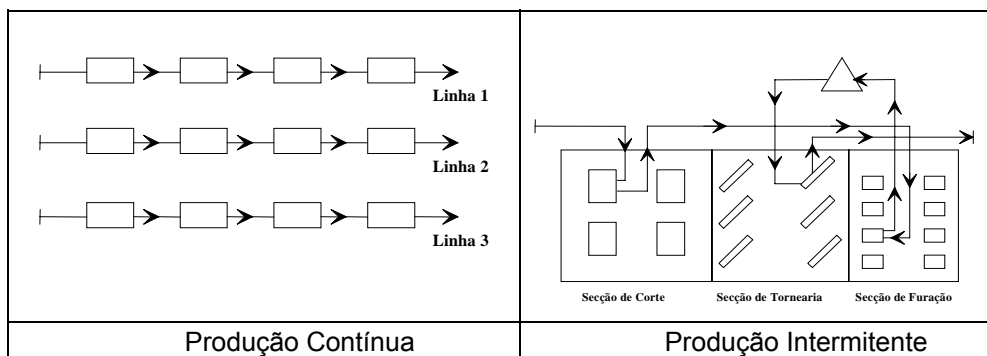 Linha 1
Linha 2
Linha 3
Secção de Corte
Secção de Tornearia
Secção de Furação
Produção Contínua
Produção Intermitente